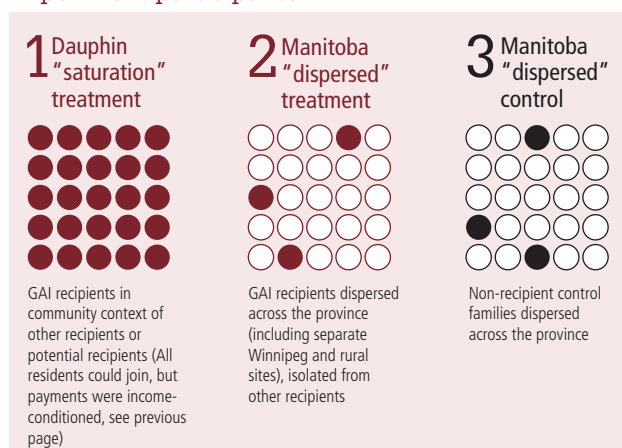 1 Dauphin
"saturation"
treatment
GAI recipients in
community context of
other recipients or
potential recipients (All
residents could join, but
payments were income-
conditioned, see previous
page)
2 Manitoba
"dispersed"
treatment
GAI recipients dispersed
across the province
(including separate
Winnipeg and rural
sites), isolated from
other recipients
3 Manitoba
"dispersed"
control
Non-recipient control
families dispersed
across the province